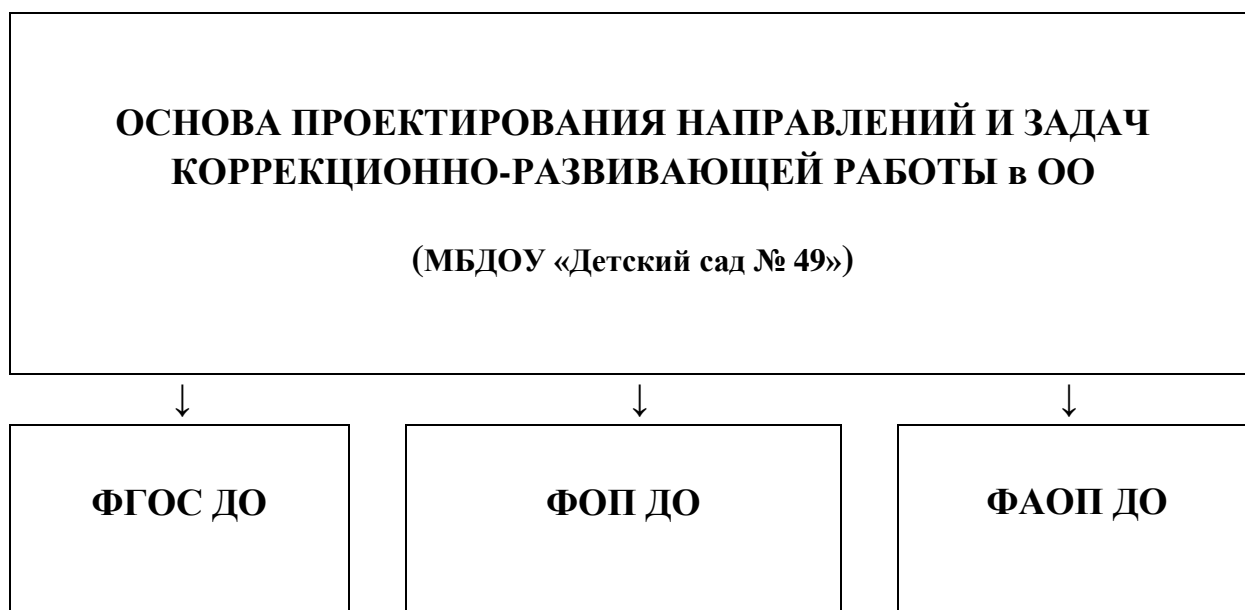 ОСНОВА ПРОЕКТИРОВАНИЯ НАПРАВЛЕНИЙ И ЗАДАЧ
КОРРЕКЦИОННО-РАЗВИВАЮЩЕЙ РАБОТЫ в ОО
(МБДОУ «Детский сад № 49»)
↓ ↓ ↓
ФГОС ДО ФОП ДО ФАОП ДО